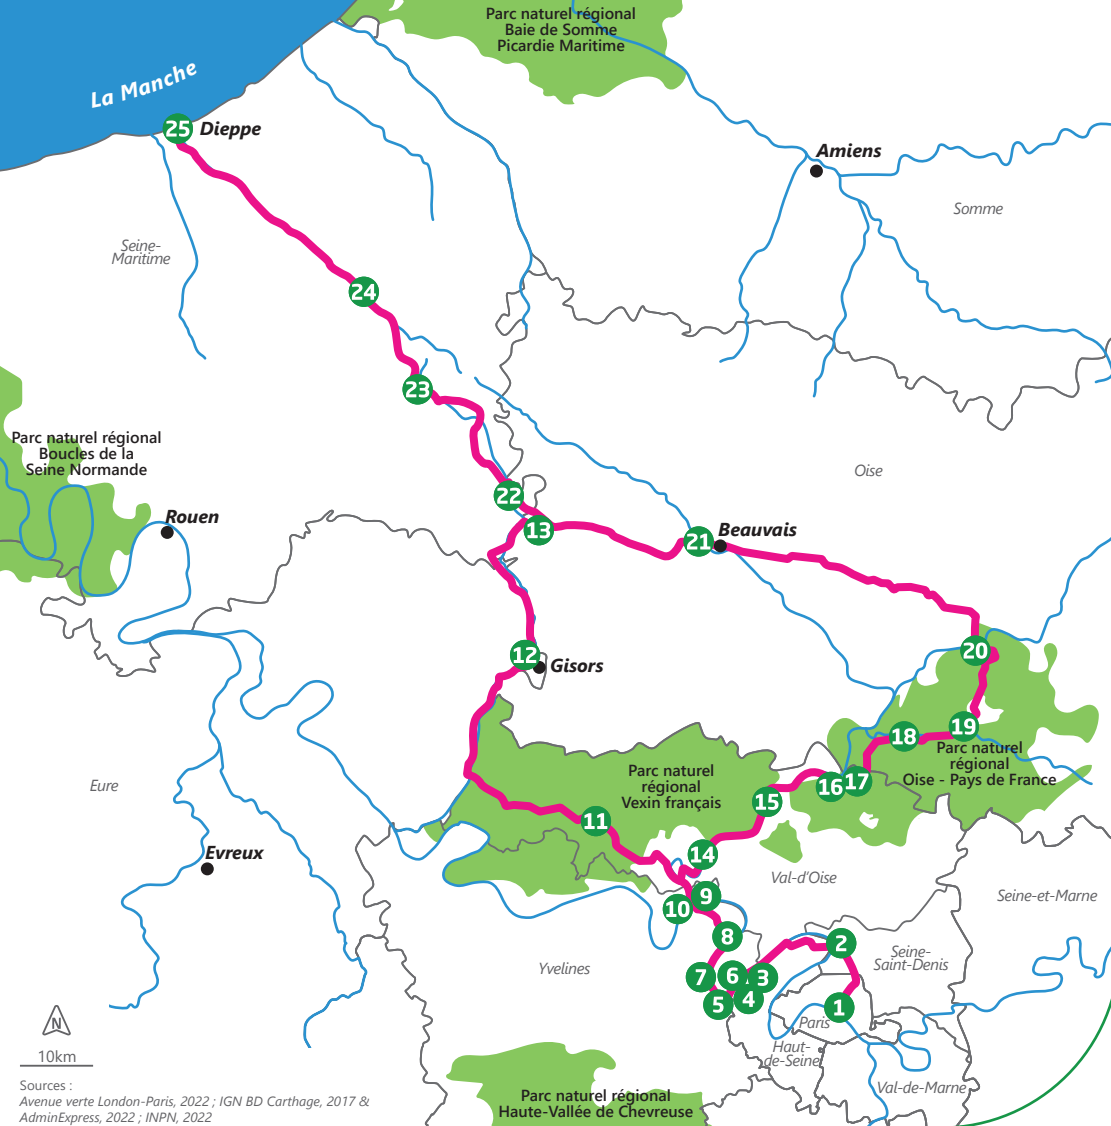 Parc naturel régional
Baie de Somme
Picardie Maritime
La Manche
25
Dieppe
Amiens
Somme
Seine-
Maritime
24
23
Parc naturel régional
Boucles de la
Seine Normande
Oise
22
Rouen
13
21
Beauvais
12
Gisors
20
19
18
Parc naturel
régional
Oise - Pays de France
Parc naturel
régional
Vexin français
17
16
15
Eure
11
14
Evreux
Val-d'Oise
9
10
Seine-et-Marne
8
2
Seine-
Saint-Denis
Yvelines
7
6
3
5
4
1
Paris
N
Haut-
de-Seine
10km
Val-de-Marne
Sources :
Avenue verte London-Paris, 2022 ; IGN BD Carthage, 2017 &
AdminExpress, 2022 ; INPN, 2022
Parc naturel régional
Haute-Vallée de Chevreuse